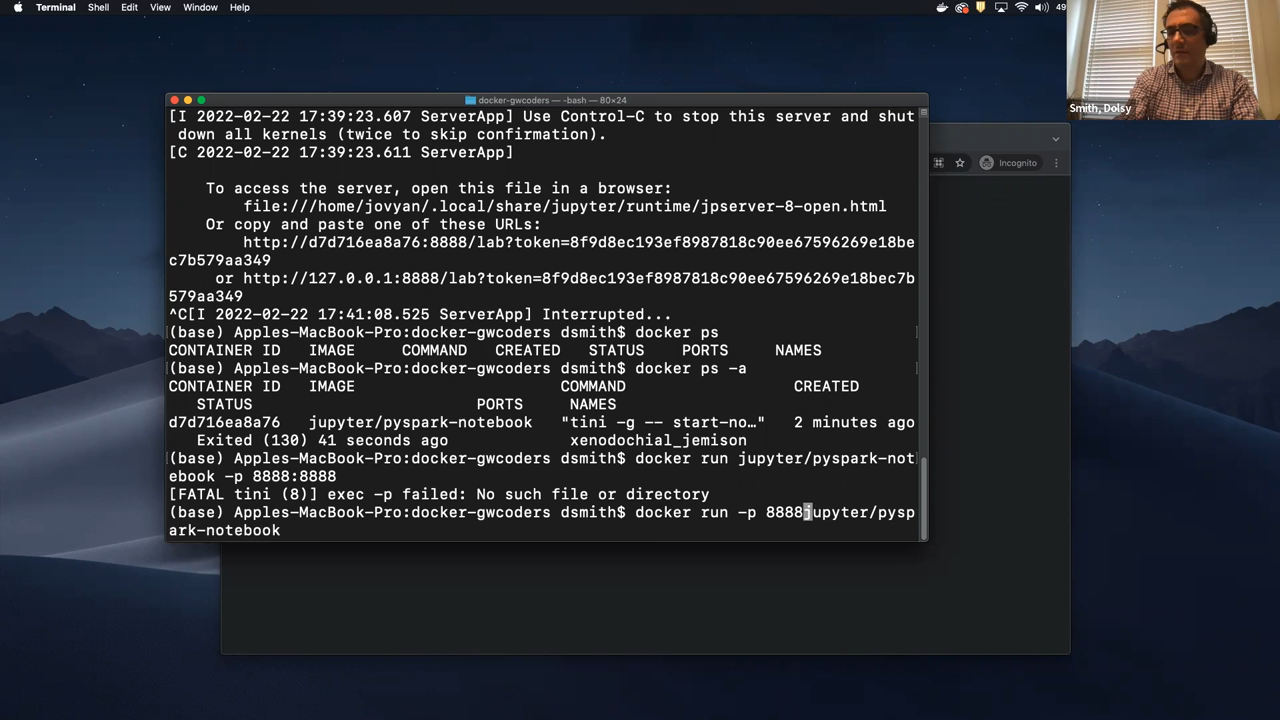 Terminal Shell Edit View Window Help 49
Smith, Dolsy
docker-gwcoders — -bash — 80×24
Incognito
[I 2022-02-22 17:39:23.607 ServerApp] Use Control-C to stop this server and shut
down all kernels (twice to skip confirmation).
[C 2022-02-22 17:39:23.611 ServerApp]
To access the server, open this file in a browser:
file:///home/jovyan/.local/share/jupyter/runtime/jpserver-8-open.html
Or copy and paste one of these URLs:
http://d7d716ea8a76:8888/lab?token=8f9d8ec193ef8987818c90ee67596269e18be
c7b579aa349
or http://127.0.0.1:8888/lab?token=8f9d8ec193ef8987818c90ee67596269e18bec7b
579aa349
^C[I 2022-02-22 17:41:08.525 ServerApp] Interrupted...
(base) Apples-MacBook-Pro:docker-gwcoders dsmith$ docker ps
CONTAINER ID IMAGE COMMAND CREATED STATUS PORTS NAMES
(base) Apples-MacBook-Pro:docker-gwcoders dsmith$ docker ps -a
CONTAINER ID IMAGE COMMAND CREATED
STATUS PORTS NAMES
d7d716ea8a76 jupyter/pyspark-notebook "tini -g -- start-no…" 2 minutes ago
Exited (130) 41 seconds ago xenodochial_jemison
(base) Apples-MacBook-Pro:docker-gwcoders dsmith$ docker run jupyter/pyspark-not
ebook -p 8888:8888
[FATAL tini (8)] exec -p failed: No such file or directory
(base) Apples-MacBook-Pro:docker-gwcoders dsmith$ docker run -p 8888jupyter/pysp
ark-notebook